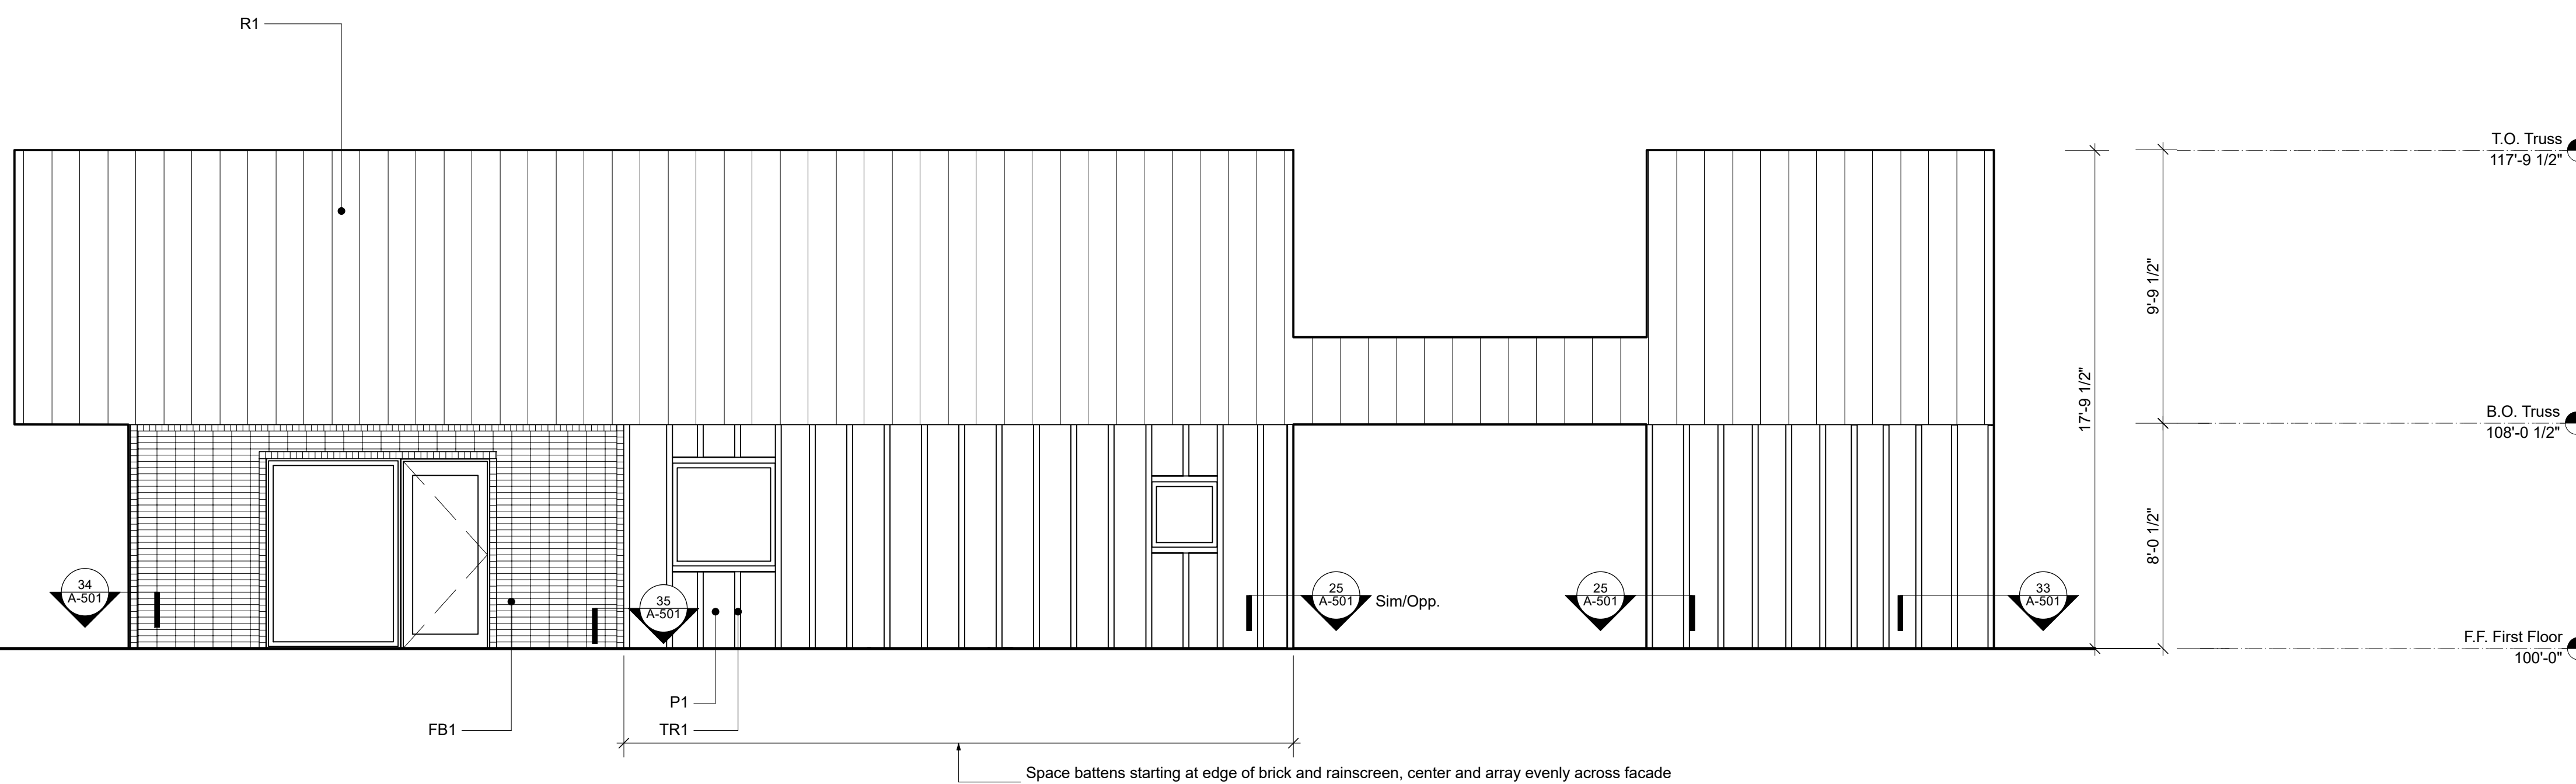 R1
T.O. Truss
117'-9 1/2"
9'-9 1/2"
17'-9 1/2"
B.O. Truss
108'-0 1/2"
8'-0 1/2"
34
A-501
35
A-501
25
A-501
Sim/Opp.
25
A-501
33
A-501
F.F. First Floor
100'-0"
P1
FB1
TR1
Space battens starting at edge of brick and rainscreen, center and array evenly across facade